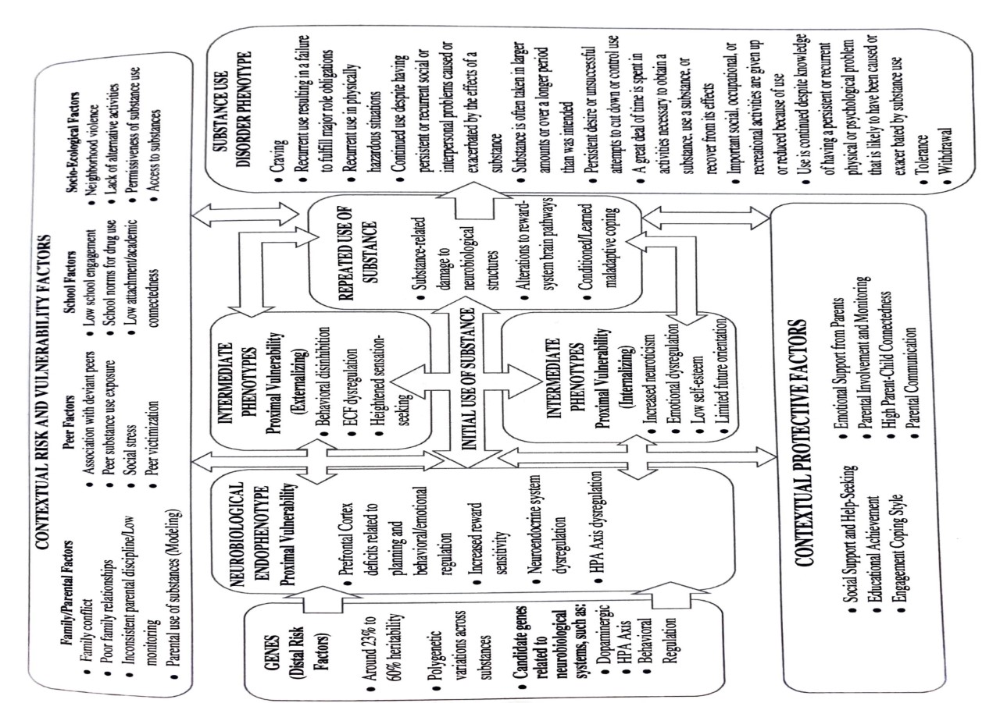 CONTEXTUAL RISK AND VULNERABILITY FACTORS
Family/Parental Factors
• Family conflict
• Poor family relationships
• Inconsistent parental discipline/Low
monitoring
• Parental use of substances (Modeling)
Peer Factors
• Association with deviant peers
• Peer substance use exposure
• Social stress
• Peer victimization
School Factors
• Low school engagement
• School norms for drug use
• Low attachment/academic
connectedness
Socio-Ecological Factors
• Neighborhood violence
• Lack of alternative activities
• Permissiveness of substance use
• Access to substances
GENES
(Distal Risk
Factors)
• Around 23% to
60% heritability
• Polygenetic
variations across
substances
• Candidate genes
related to
neurobiological
systems, such as:
• Dopaminergic
• HPA Axis
• Behavioral
Regulation
NEUROBIOLOGICAL
ENDOPHENOTYPE
Proximal Vulnerability
• Prefrontal Cortex
deficits related to
planning and
behavioral/emotional
regulation
• Increased reward
sensitivity
• Neuroendocrine system
dysregulation
• HPA Axis dysregulation
INTERMEDIATE
PHENOTYPES
Proximal Vulnerability
(Externalizing)
• Behavioral disinhibition
• ECF dysregulation
• Heightened sensation-
seeking
INITIAL USE OF SUBSTANCE
INTERMEDIATE
PHENOTYPES
Proximal Vulnerability
(Internalizing)
• Increased neuroticism
• Emotional dysregulation
• Low self-esteem
• Limited future orientation
REPEATED USE OF
SUBSTANCE
• Substance-related
damage to
neurobiological
structures
• Alterations to reward-
system brain pathways
• Conditioned/Learned
maladaptive coping
SUBSTANCE USE
DISORDER PHENOTYPE
• Craving
• Recurrent use resulting in a failure
to fulfill major role obligations
• Recurrent use in physically
hazardous situations
• Continued use despite having
persistent or recurrent social or
interpersonal problems caused or
exacerbated by the effects of a
substance
• Substance is often taken in larger
amounts or over a longer period
than was intended
• Persistent desire or unsuccessful
attempts to cut down or control use
• A great deal of time is spent in
activities necessary to obtain a
substance, use a substance, or
recover from its effects
• Important social, occupational, or
recreational activities are given up
or reduced because of use
• Use is continued despite knowledge
of having a persistent or recurrent
physical or psychological problem
that is likely to have been caused or
exacer bated by substance use
• Tolerance
• Withdrawal
CONTEXTUAL PROTECTIVE FACTORS
• Social Support and Help-Seeking
• Educational Achievement
• Engagement Coping Style
• Emotional Support from Parents
• Parental Involvement and Monitoring
• High Parent-Child Connectedness
• Parental Communication